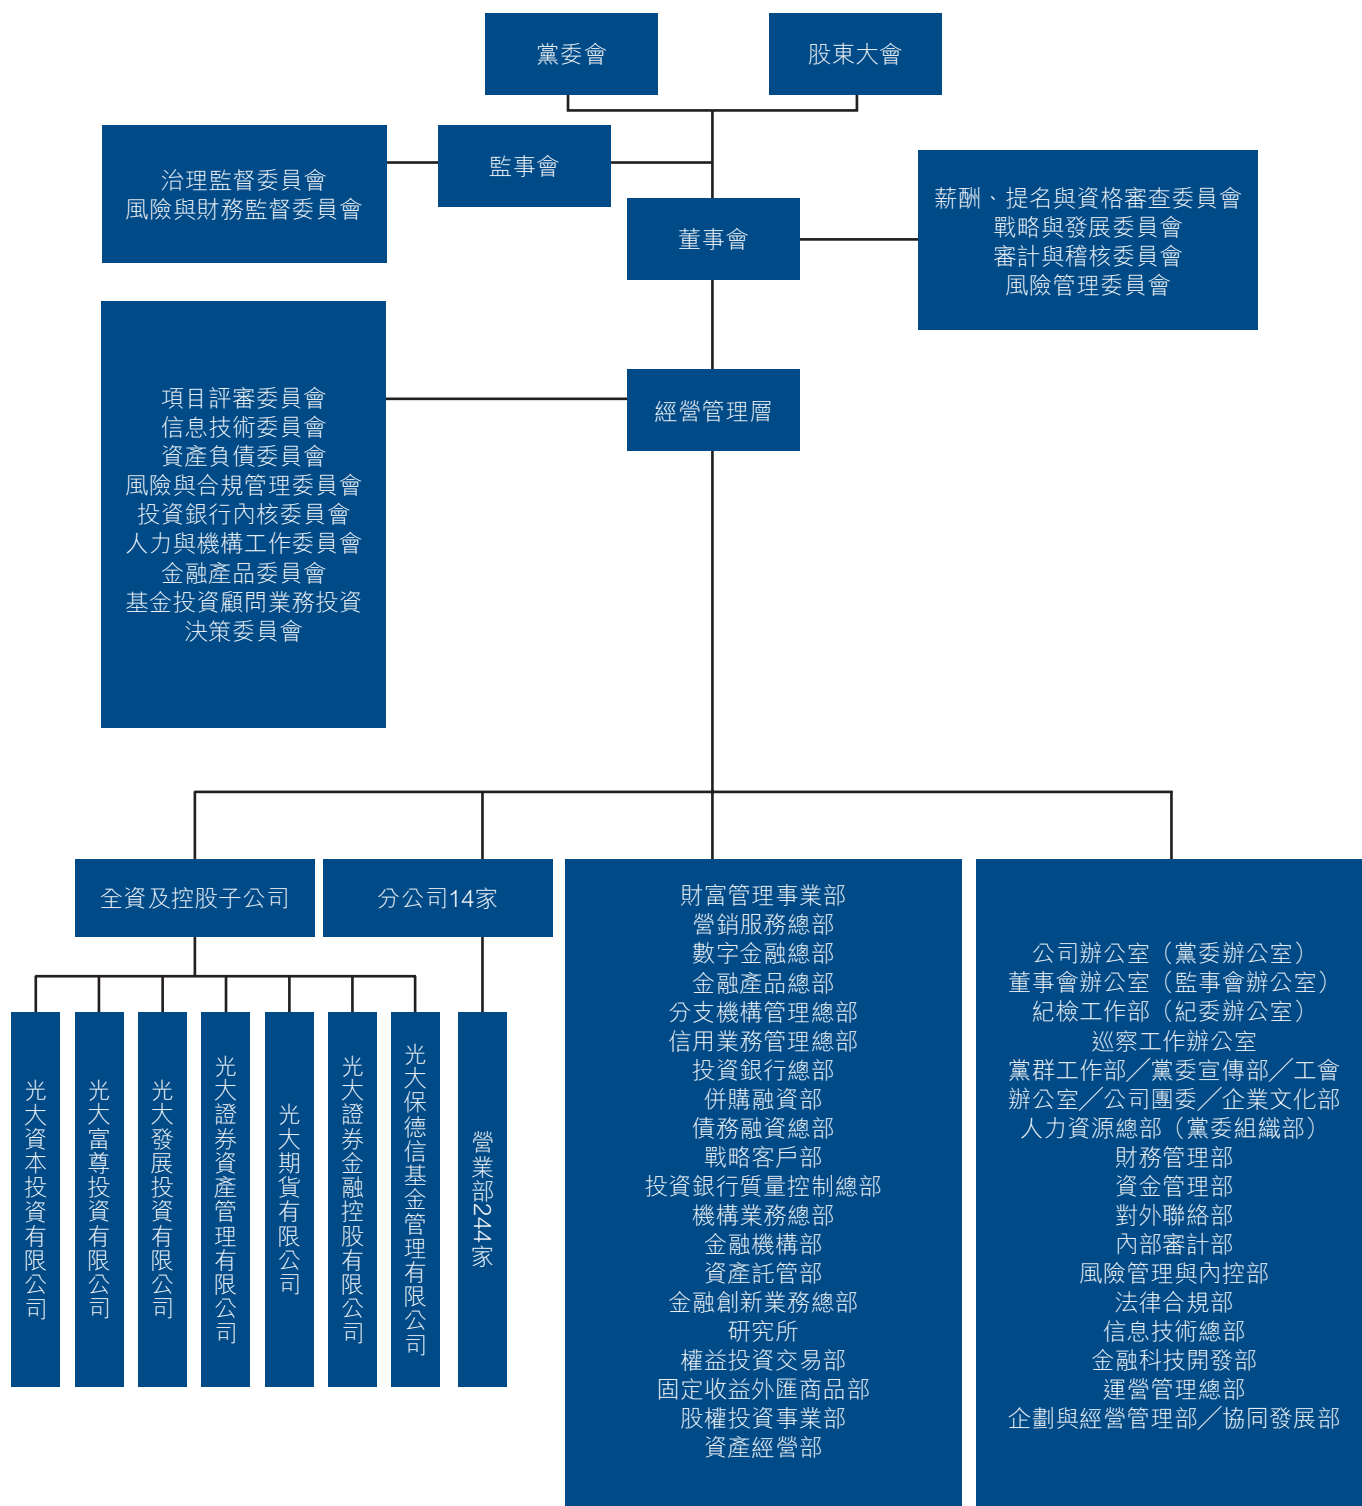 黨委會
股東大會
治理監督委員會
風險與財務監督委員會
監事會
董事會
薪酬、提名與資格審查委員會
戰略與發展委員會
審計與稽核委員會
風險管理委員會
項目評審委員會
信息技術委員會
資產負債委員會
風險與合規管理委員會
投資銀行內核委員會
人力與機構工作委員會
金融產品委員會
基金投資顧問業務投資
決策委員會
經營管理層
全資及控股子公司
分公司14家
光大資本投資有限公司
光大富尊投資有限公司
光大發展投資有限公司
光大證券資產管理有限公司
光大期貨有限公司
光大證券金融控股有限公司
光大保德信基金管理有限公司
營業部244家
財富管理事業部
營銷服務總部
數字金融總部
金融產品總部
分支機構管理總部
信用業務管理總部
投資銀行總部
併購融資部
債務融資總部
戰略客戶部
投資銀行質量控制總部
機構業務總部
金融機構部
資產託管部
金融創新業務總部
研究所
權益投資交易部
固定收益外匯商品部
股權投資事業部
資產經營部
公司辦公室（黨委辦公室）
董事會辦公室（監事會辦公室）
紀檢工作部（紀委辦公室）
巡察工作辦公室
黨群工作部╱黨委宣傳部╱工會
辦公室╱公司團委╱企業文化部
人力資源總部（黨委組織部）
財務管理部
資金管理部
對外聯絡部
內部審計部
風險管理與內控部
法律合規部
信息技術總部
金融科技開發部
運營管理總部
企劃與經營管理部╱協同發展部